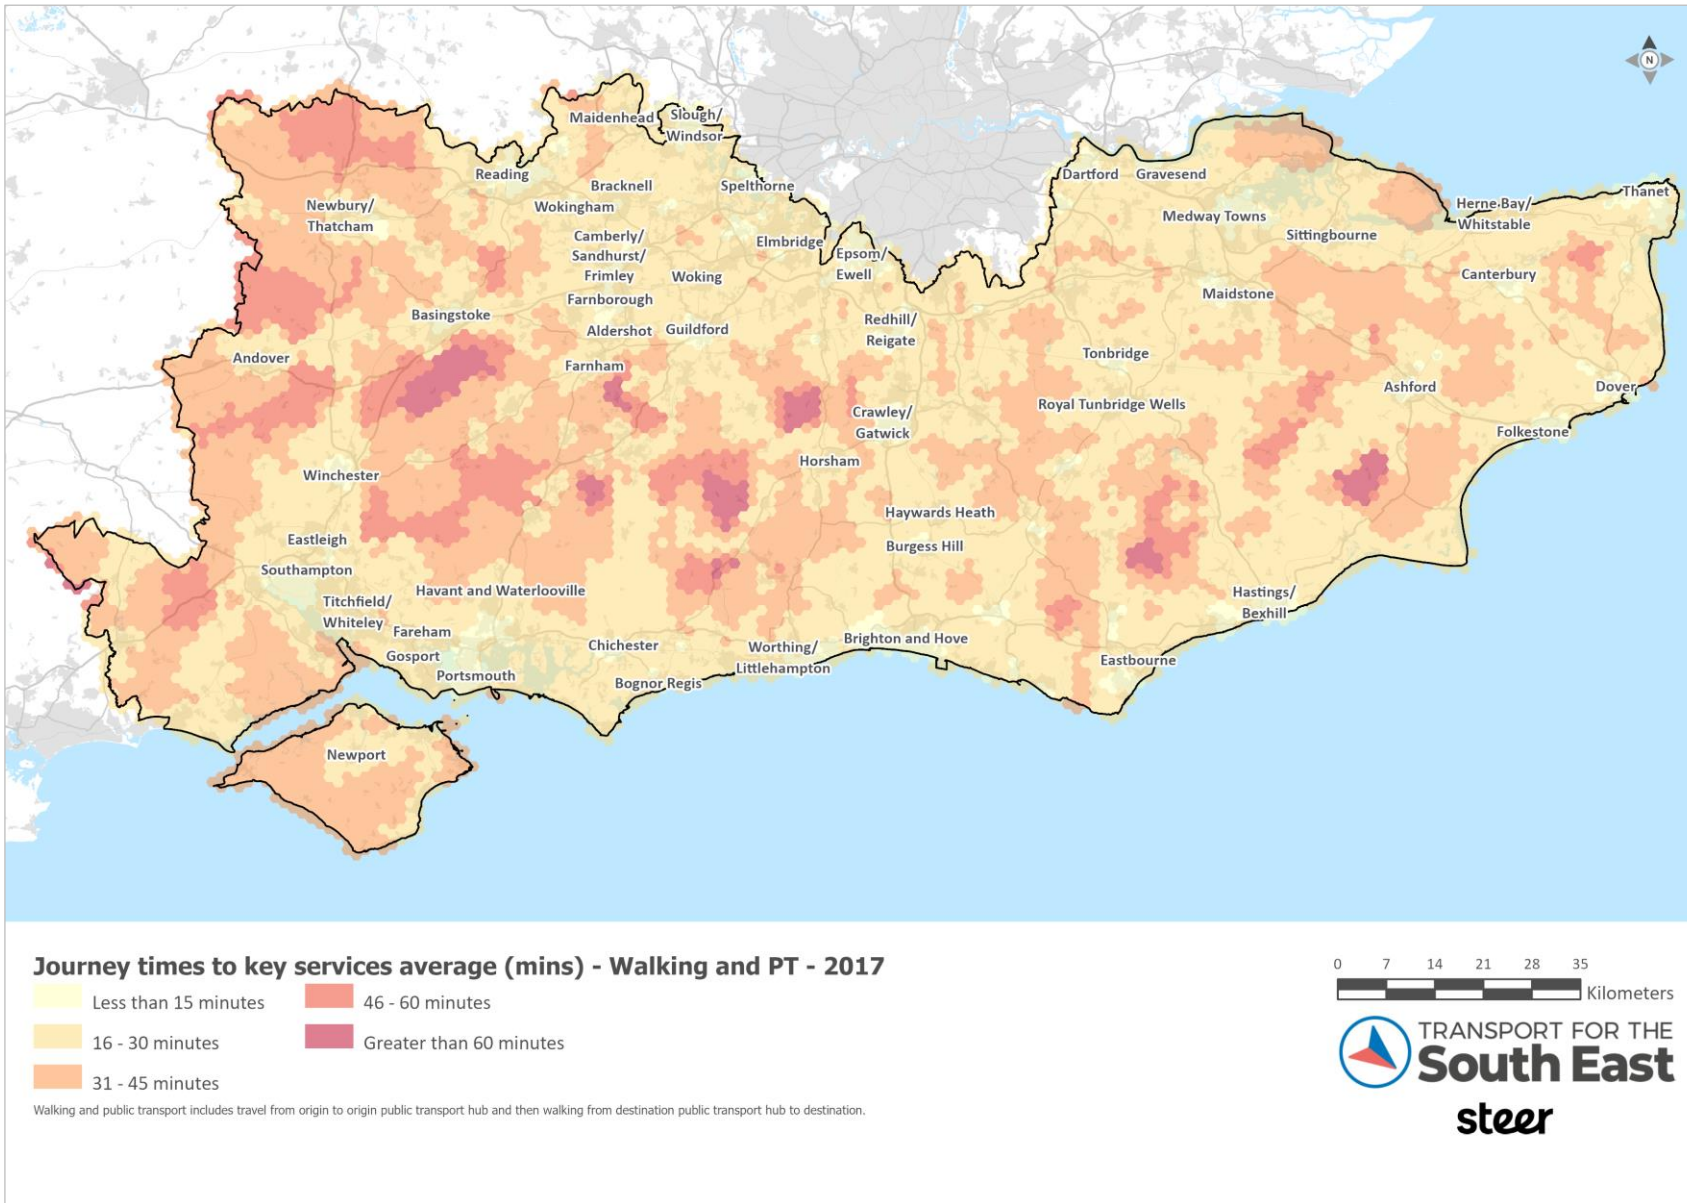 N
Maidenhead
Slough/
Windsor
Reading
Bracknell
Wokingham
Spelthorne
Dartford
Gravesend
Thanet
Newbury/
Thatcham
Medway Towns
Herne Bay/
Whitstable
Sittingbourne
Camberly/
Sandhurst/
Frimley
Elmbridge
Epsom/
Ewell
Woking
Canterbury
Farnborough
Maidstone
Basingstoke
Aldershot
Guildford
Redhill/
Reigate
Andover
Farnham
Tonbridge
Ashford
Dover
Crawley/
Gatwick
Royal Tunbridge Wells
Folkestone
Winchester
Horsham
Haywards Heath
Eastleigh
Burgess Hill
Southampton
Havant and Waterlooville
Hastings/
Bexhill
Titchfield/
Whiteley
Fareham
Gosport
Portsmouth
Chichester
Bognor Regis
Worthing/
Littlehampton
Brighton and Hove
Eastbourne
Newport
Journey times to key services average (mins) - Walking and PT - 2017
Less than 15 minutes
16 - 30 minutes
31 - 45 minutes
46 - 60 minutes
Greater than 60 minutes
Walking and public transport includes travel from origin to origin public transport hub and then walking from destination public transport hub to destination.
0 7 14 21 28 35
Kilometers
TRANSPORT FOR THE
South East
steer